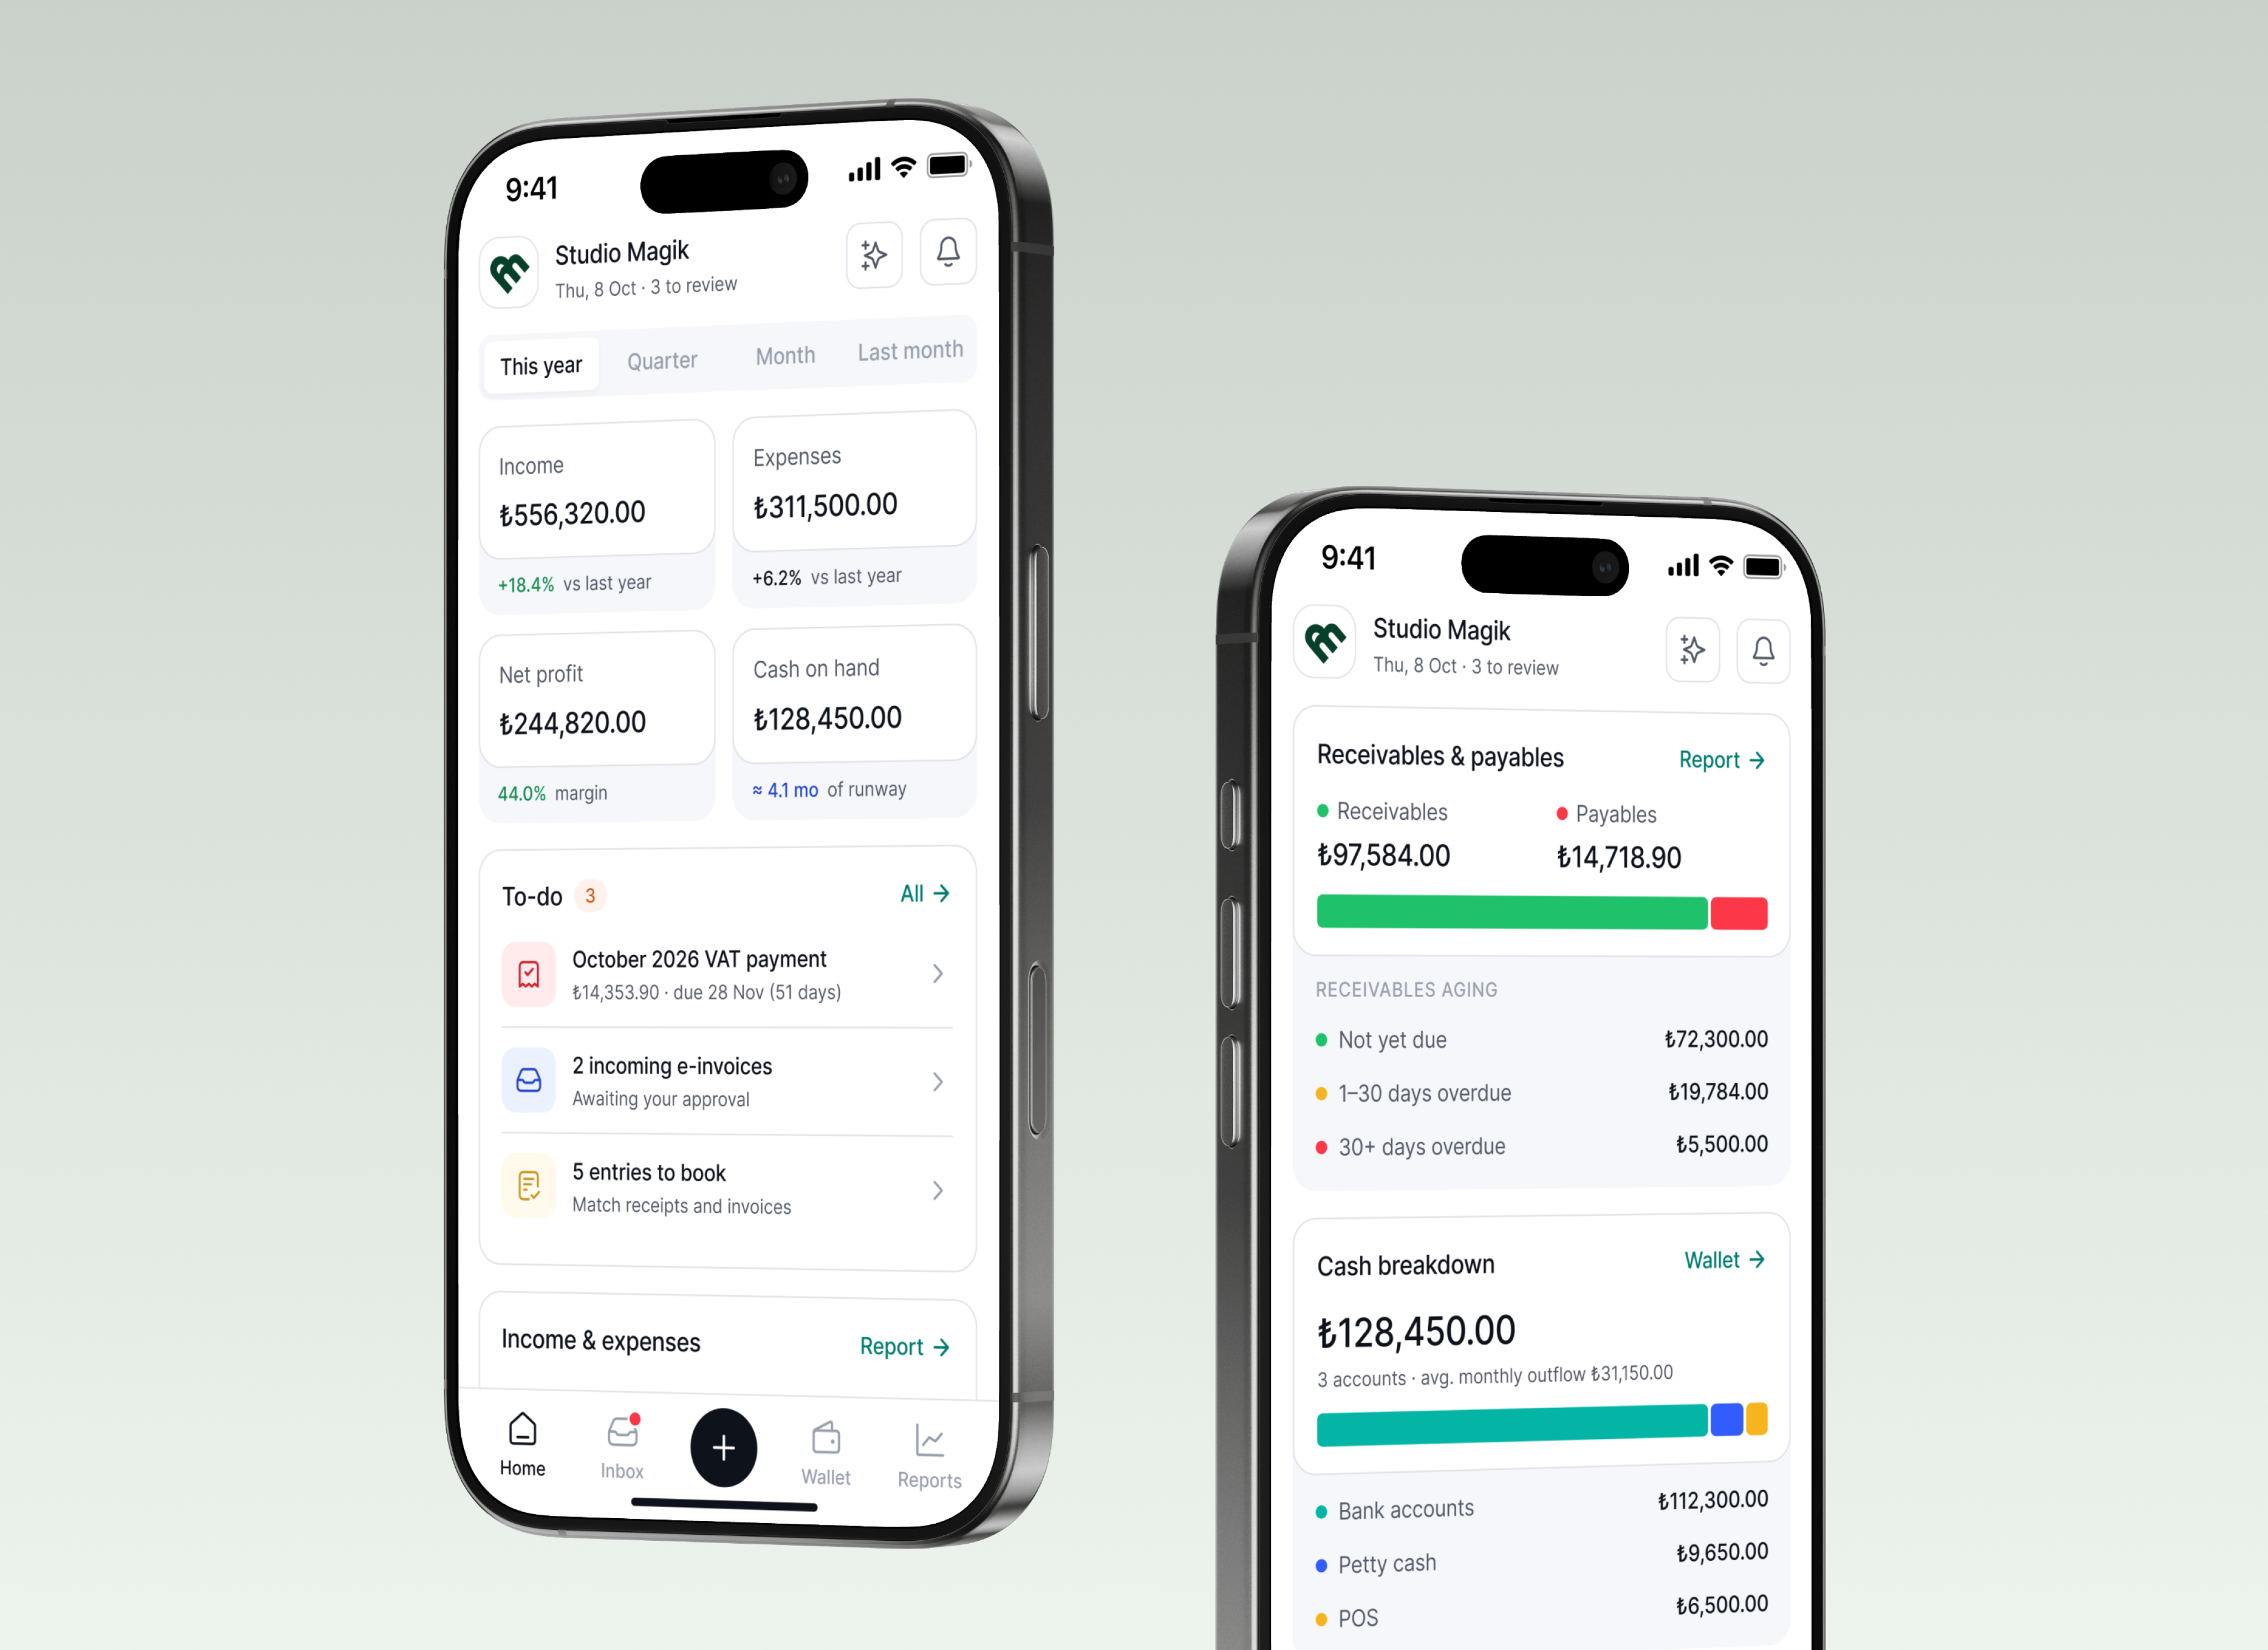 9:41
Studio Magik
Thu, 8 Oct · 3 to review
This year Quarter Month Last month
Income
₺556,320.00
+18.4% vs last year
Expenses
₺311,500.00
+6.2% vs last year
Net profit
₺244,820.00
44.0% margin
Cash on hand
₺128,450.00
≈ 4.1 mo of runway
To-do 3 All →
October 2026 VAT payment
₺14,353.90 · due 28 Nov (51 days)
2 incoming e-invoices
Awaiting your approval
5 entries to book
Match receipts and invoices
Income & expenses Report →
Home Inbox + Wallet Reports
9:41
Studio Magik
Thu, 8 Oct · 3 to review
Receivables & payables Report →
Receivables
₺97,584.00
Payables
₺14,718.90
RECEIVABLES AGING
Not yet due ₺72,300.00
1–30 days overdue ₺19,784.00
30+ days overdue ₺5,500.00
Cash breakdown Wallet →
₺128,450.00
3 accounts · avg. monthly outflow ₺31,150.00
Bank accounts ₺112,300.00
Petty cash ₺9,650.00
POS ₺6,500.00